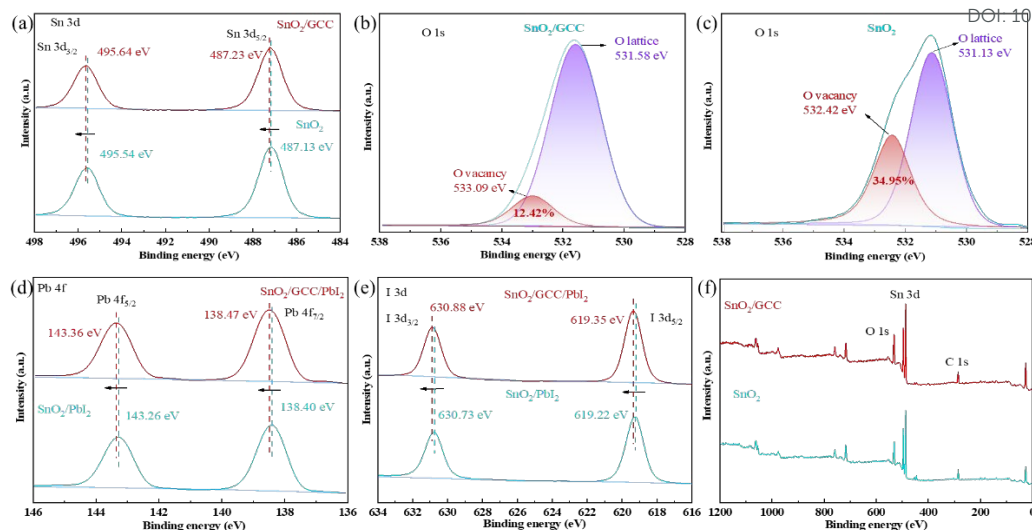 DOI: 10
(a)
Sn 3d
SnO₂/GCC
Sn 3d₃/₂
495.64 eV
Sn 3d₅/₂
487.23 eV
SnO₂
495.54 eV
487.13 eV
Intensity (a.u.)
498 496 494 492 490 488 486 484
Binding energy (eV)
(b)
O 1s
SnO₂/GCC
O lattice
531.58 eV
O vacancy
533.09 eV
12.42%
Intensity (a.u.)
538 536 534 532 530 528
Binding energy (eV)
(c)
O 1s
SnO₂
O lattice
531.13 eV
O vacancy
532.42 eV
34.95%
Intensity (a.u.)
538 536 534 532 530 528
Binding energy (eV)
(d)
Pb 4f
SnO₂/GCC/PbI₂
Pb 4f₅/₂
138.47 eV
Pb 4f₇/₂
143.36 eV
SnO₂/PbI₂
143.26 eV
138.40 eV
Intensity (a.u.)
146 144 142 140 138 136
Binding energy (eV)
(e)
I 3d
SnO₂/GCC/PbI₂
I 3d₃/₂
630.88 eV
619.35 eV
I 3d₅/₂
SnO₂/PbI₂
630.73 eV
619.22 eV
Intensity (a.u.)
634 632 630 628 626 624 622 620 618 616
Binding energy (eV)
(f)
SnO₂/GCC
Sn 3d
O 1s
C 1s
SnO₂
Intensity (a.u.)
1200 1000 800 600 400 200 0
Binding energy (eV)